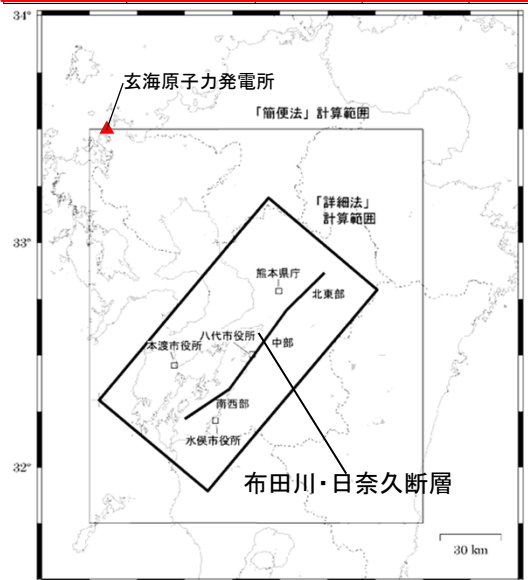 34°
玄海原子力発電所
「簡便法」計算範囲
「詳細法」
計算範囲
33°
熊本県庁
北東部
八代市役所
本渡市役所
中部
南西部
水俣市役所
32°
布田川・日奈久断層
30 km